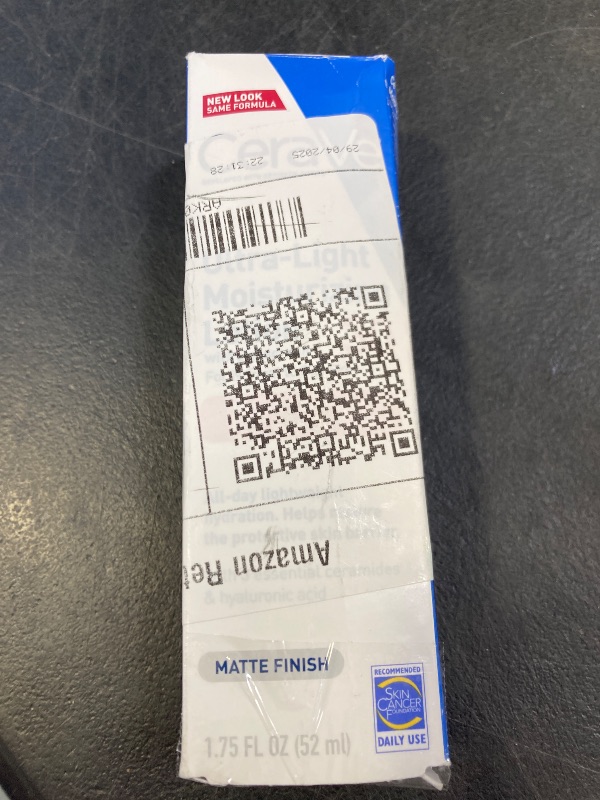 NEW LOOK
SAME FORMULA
CeraVe
29/04/2025 22:31:28
Ultra-Light
All-day lightweight
hydration. Helps
the protective skin barrier
Amazon
essential ceramides
& hyaluronic acid
MATTE FINISH
RECOMMENDED
SKIN
CANCER
FOUNDATION
DAILY USE
1.75 FL OZ (52 ml)